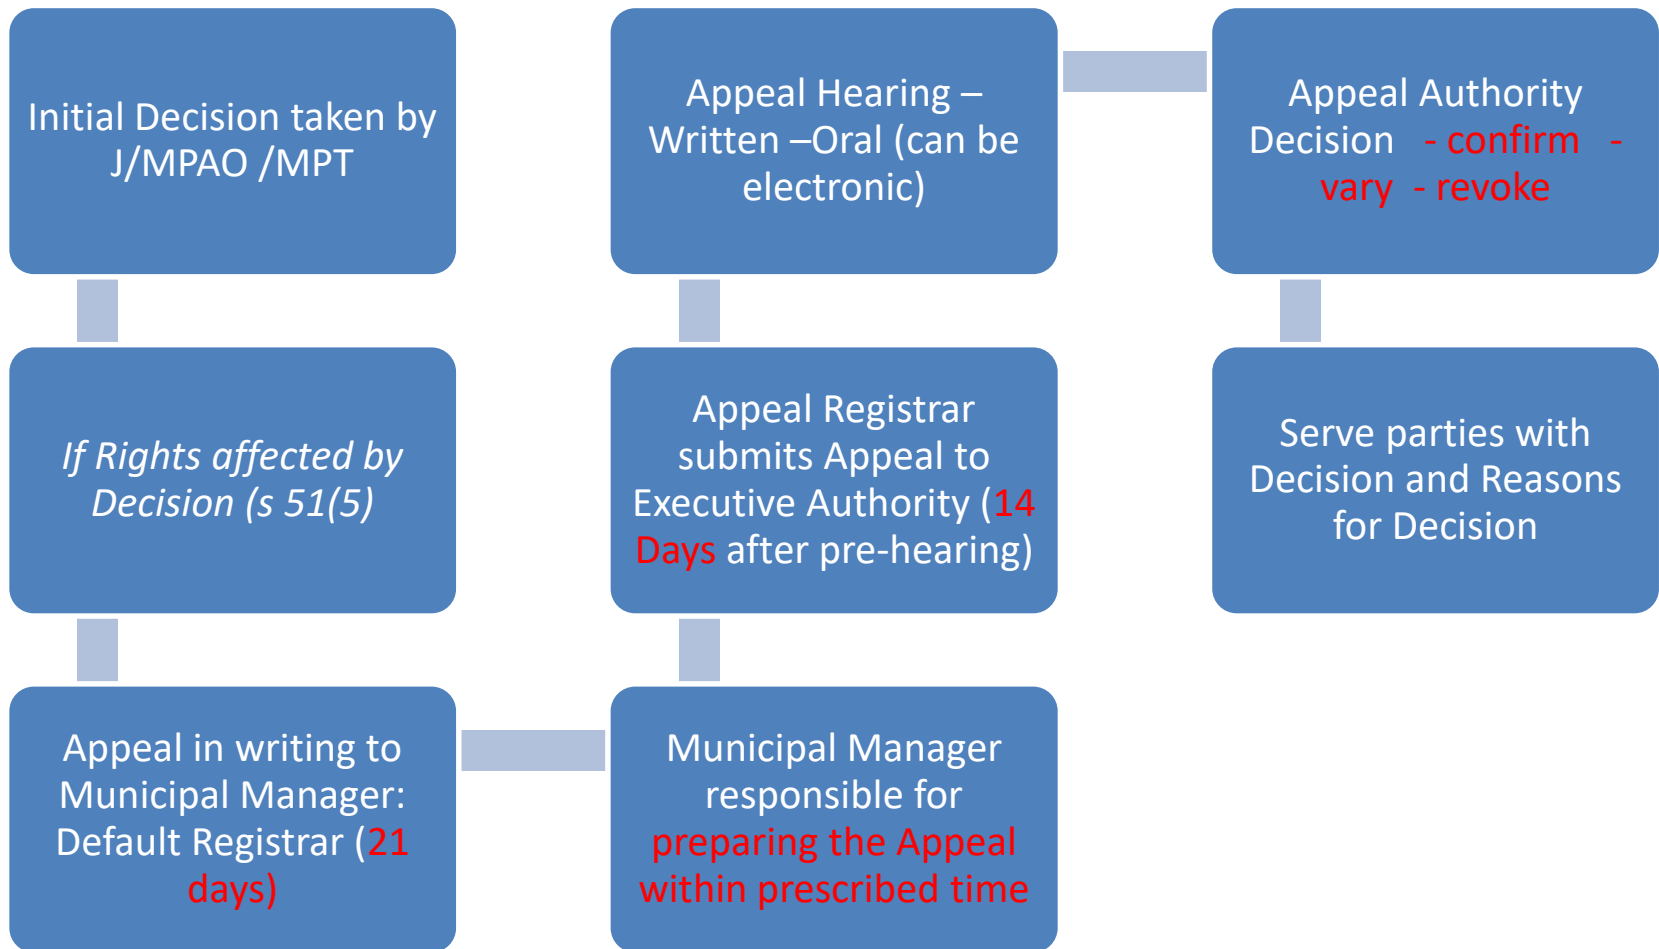 Initial Decision taken by
J/MPAO /MPT
If Rights affected by
Decision (s 51(5)
Appeal in writing to
Municipal Manager:
Default Registrar (21
days)
Municipal Manager
responsible for
preparing the Appeal
within prescribed time
Appeal Registrar
submits Appeal to
Executive Authority (14
Days after pre-hearing)
Appeal Hearing –
Written –Oral (can be
electronic)
Appeal Authority
Decision - confirm -
vary - revoke
Serve parties with
Decision and Reasons
for Decision